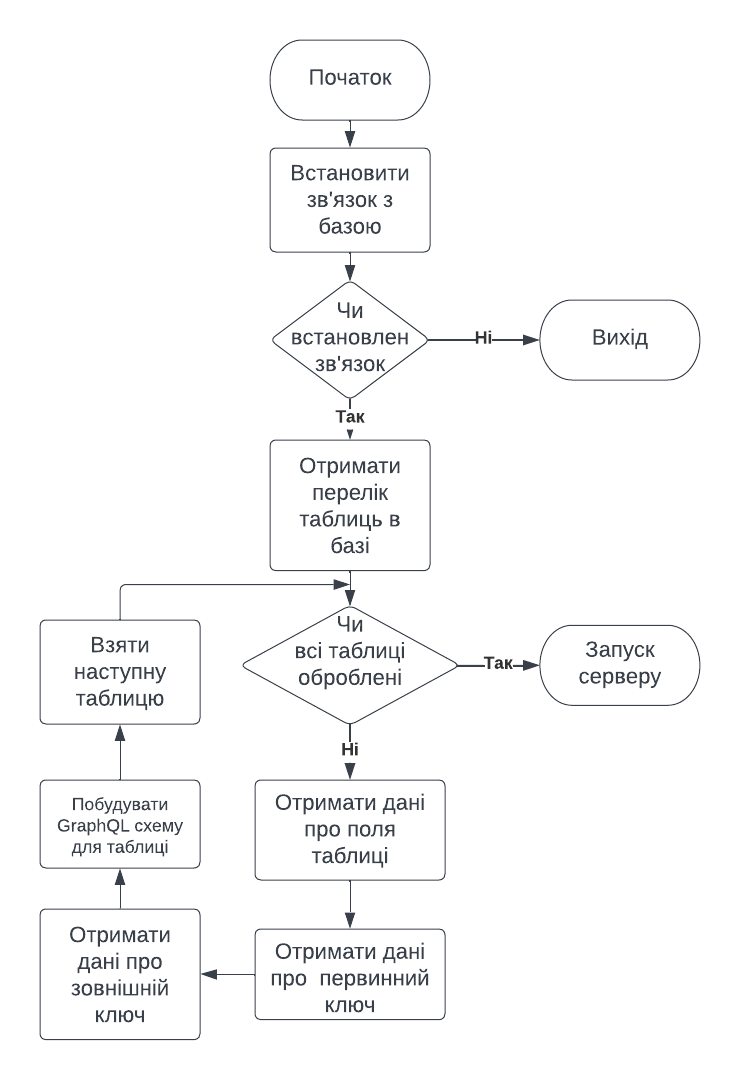 Початок
Встановити
зв'язок з
базою
Чи
встановлен
зв'язок
Ні
Вихід
Так
Отримати
перелік
таблиць в
базі
Чи
всі таблиці
оброблені
Так
Запуск
серверу
Ні
Отримати дані
про поля
таблиці
Отримати дані
про первинний
ключ
Отримати
дані про
зовнішній
ключ
Побудувати
GraphQL схему
для таблиці
Взяти
наступну
таблицю